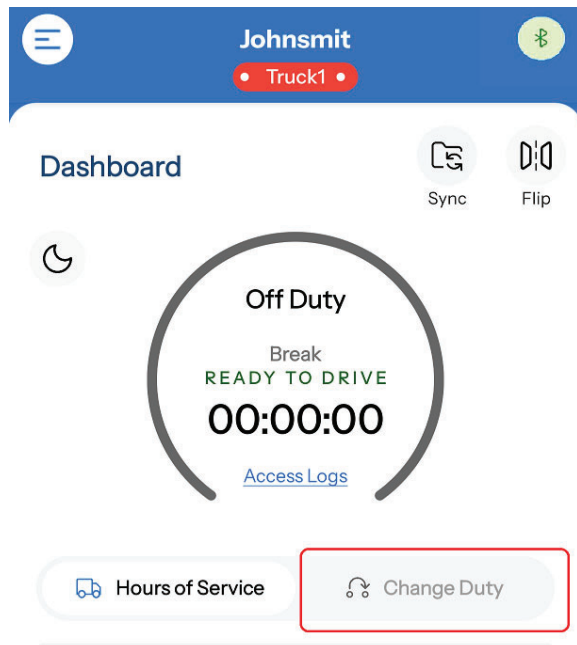 Johnsmit
Truck1
Dashboard
Sync
Flip
Off Duty
Break
READY TO DRIVE
00:00:00
Access Logs
Hours of Service
Change Duty